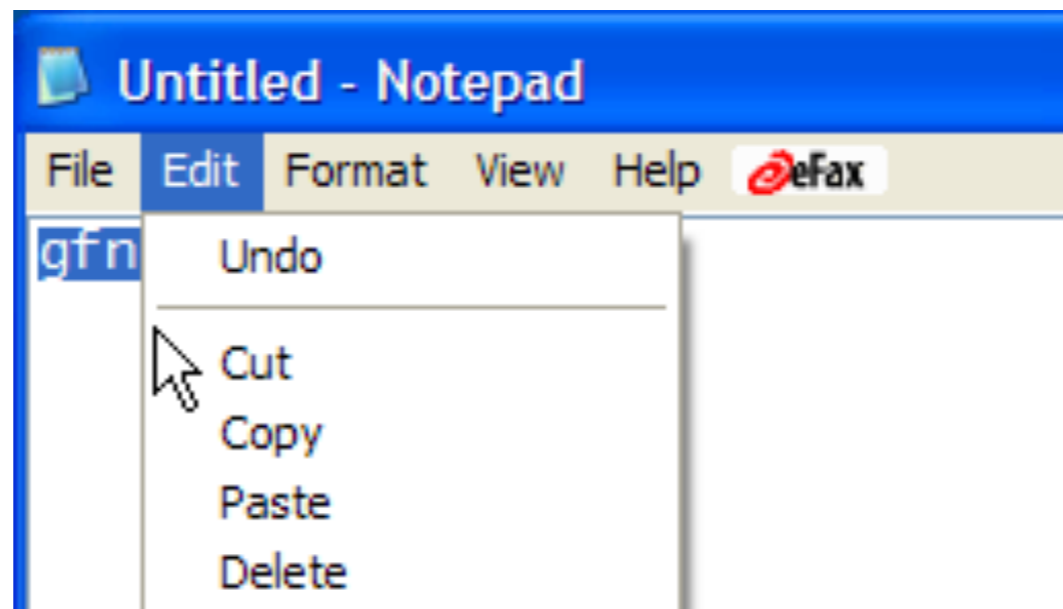 Untitled - Notepad
File Edit Format View Help eFax
gfn
Undo
Cut
Copy
Paste
Delete